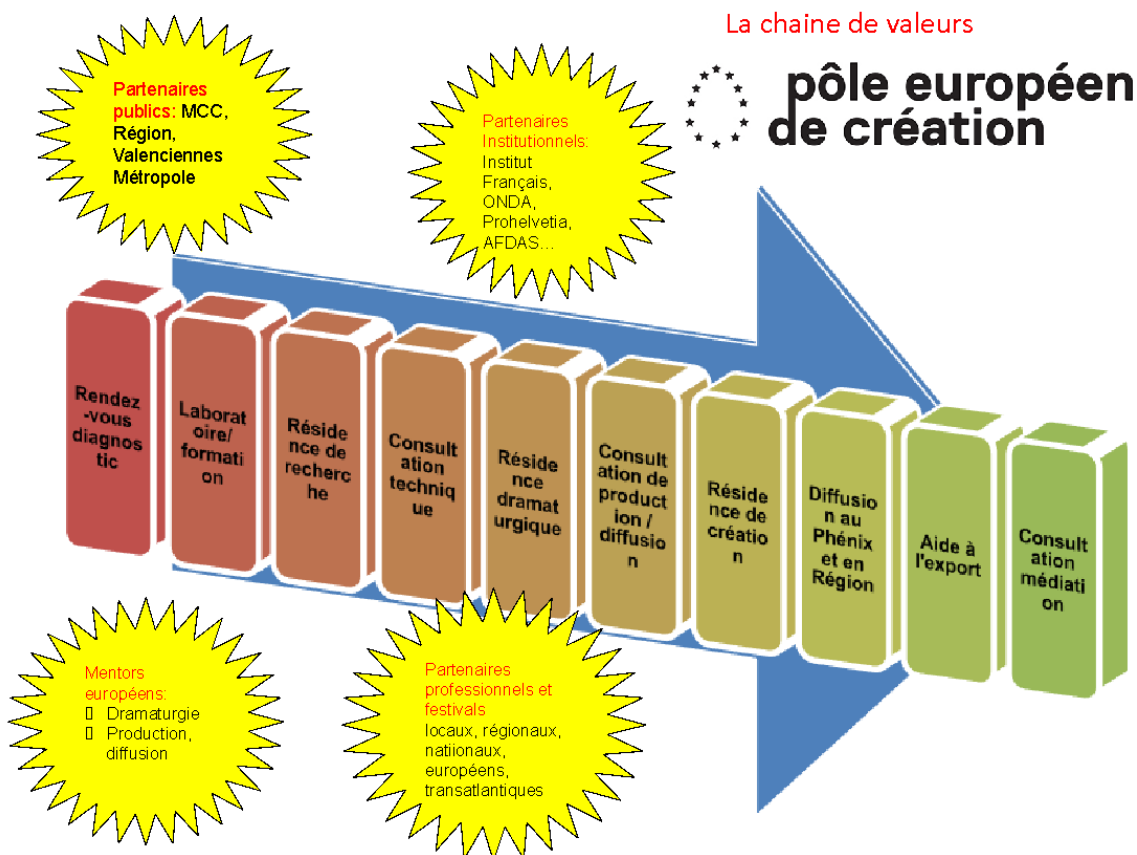 La chaine de valeurs
pôle européen
de création
Partenaires
publics: MCC,
Région,
Valenciennes
Métropole
Partenaires
Institutionnels:
Institut
Français,
ONDA,
Prohelvetia,
AFDAS...
Rendez
-vous
diagnos
tic
Laborat
oire/
formati
on
Réside
nce de
recherc
he
Consult
ation
techniq
ue
Réside
nce
dramat
urgique
Consult
ation de
product
ion /
diffusio
n
Réside
nce de
créatio
n
Diffusio
n au
Phénix
et en
Région
Aide à
l'export
Consult
ation
médiati
on
Mentors
européens:
▯ Dramaturgie
▯ Production,
diffusion
Partenaires
professionnels et
festivals
locaux, régionaux,
natiionaux,
européens,
transatlantiques